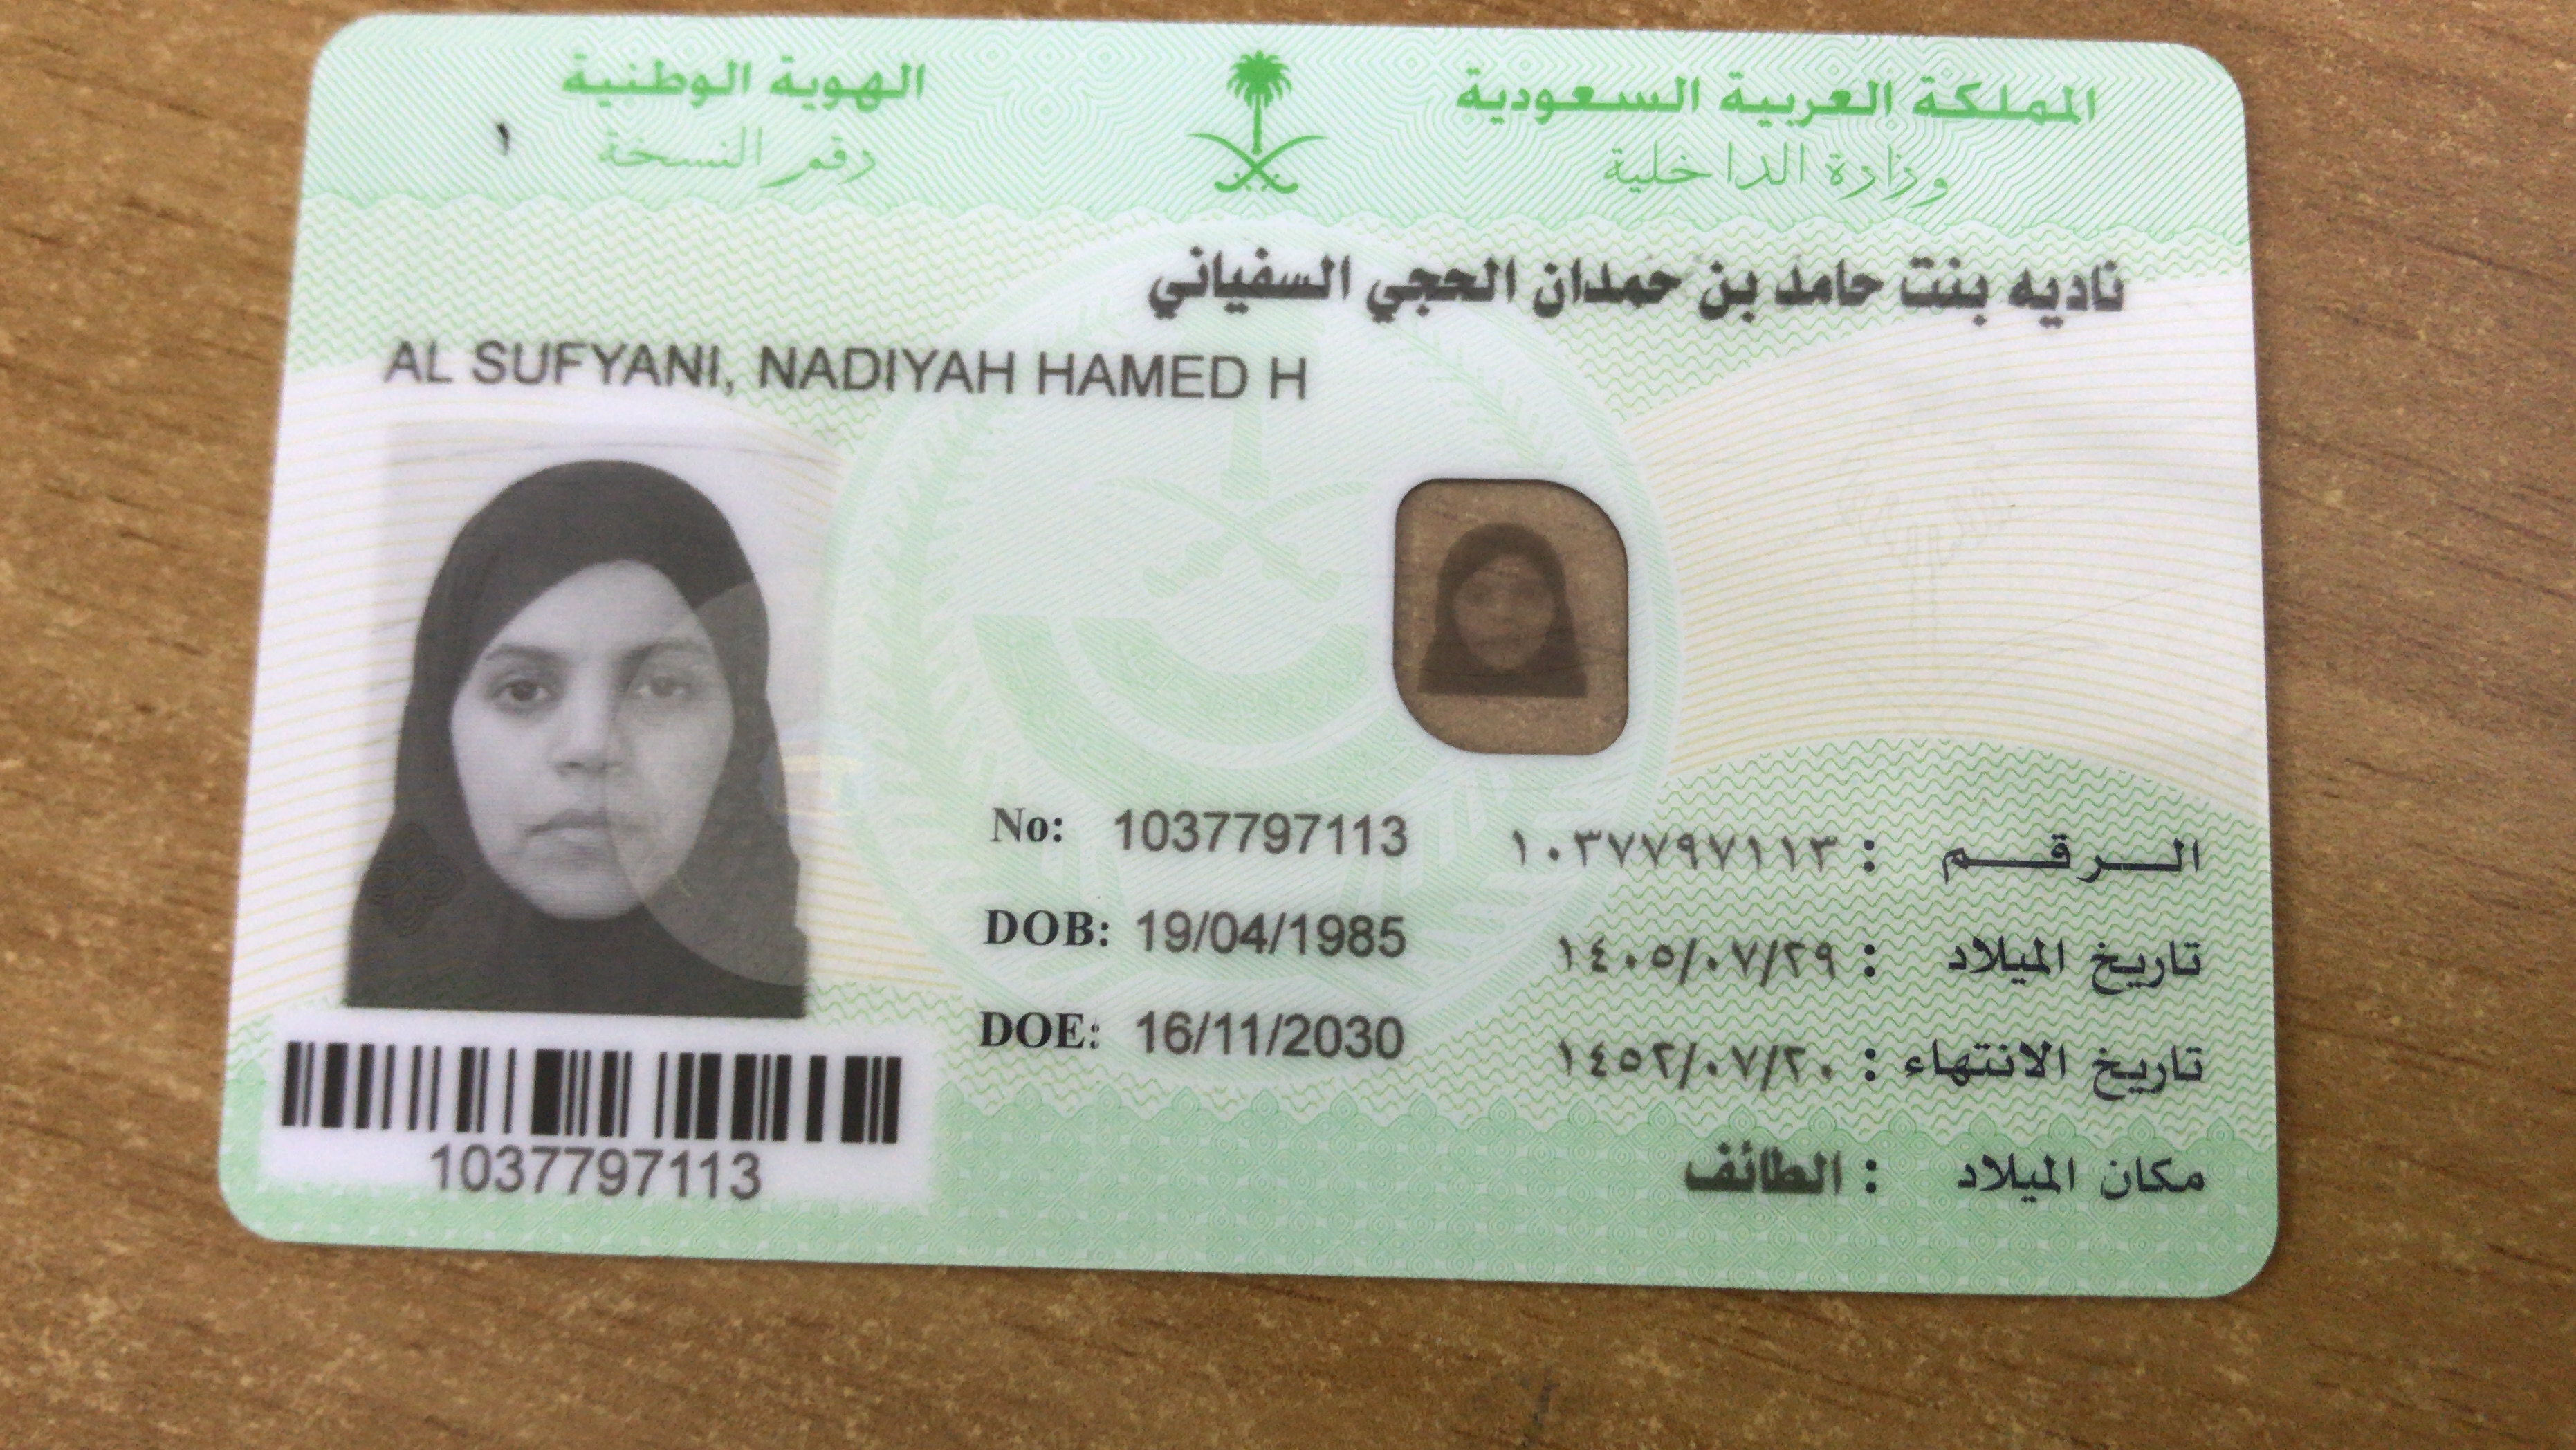 المملكة العربية السعودية
الهوية الوطنية
وزارة الداخلية
رقم النسخة
١
ناديه بنت حامد بن حمدان الحجي السفياني
AL SUFYANI, NADIYAH HAMED H
الرقم : ١٠٣٧٧٩٧١١٣
No: 1037797113
تاريخ الميلاد : ١٤٠٥/٠٧/٢٩
DOB: 19/04/1985
تاريخ الانتهاء : ١٤٥٢/٠٧/٢٠
DOE: 16/11/2030
مكان الميلاد : الطائف
1037797113